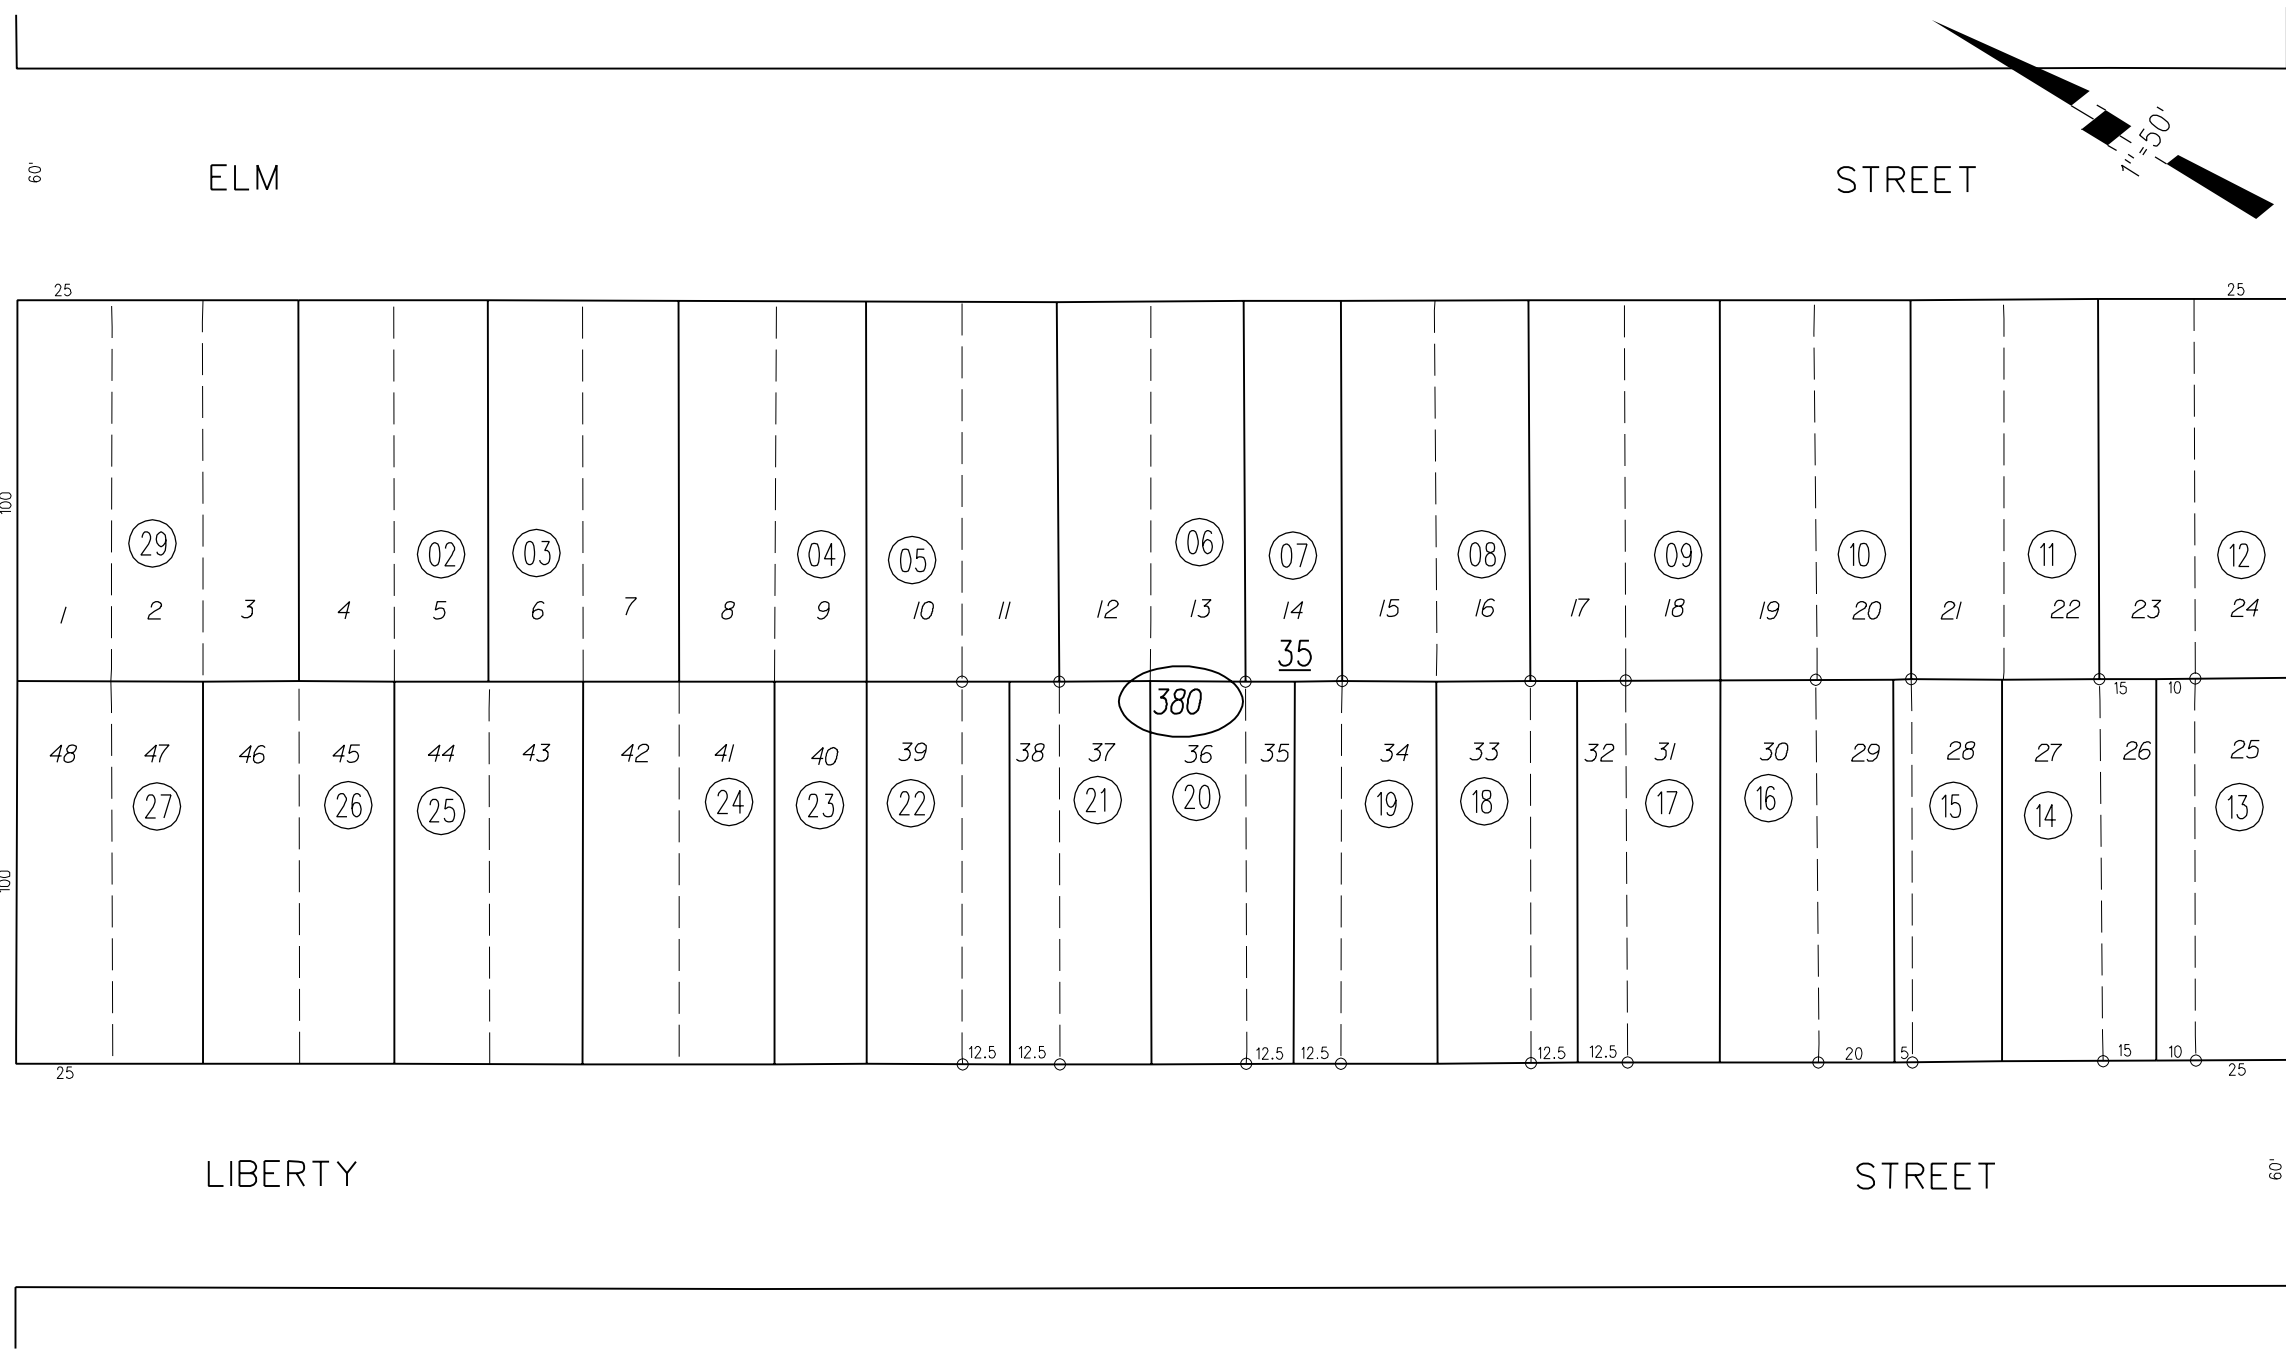 1"=50'
60' ELM STREET
25 25
100
29 02 03 04 05 06 07 08 09 10 11 12
1 2 3 4 5 6 7 8 9 10 11 12 13 14 15 16 17 18 19 20 21 22 23 24
35
380
15 10
48 47 46 45 44 43 42 41 40 39 38 37 36 35 34 33 32 31 30 29 28 27 26 25
27 26 25 24 23 22 21 20 19 18 17 16 15 14 13
100
12.5 12.5 12.5 12.5 12.5 12.5 20 5 15 10
25 25
LIBERTY STREET 60'